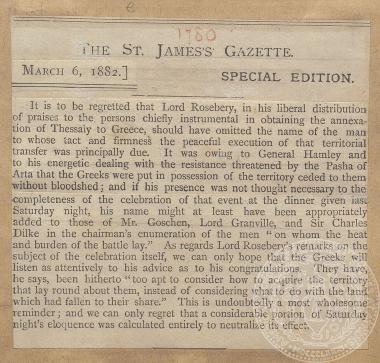 e
1780
THE ST. JAMES'S GAZETTE.
MARCH 6, 1882.] SPECIAL EDITION.
It is to be regretted that Lord Rosebery, in his liberal distribution
of praises to the persons chiefly instrumental in obtaining the annexa-
tion of Thessaly to Greece, should have omitted the name of the man
to whose tact and firmness the peaceful execution of that territorial
transfer was principally due. It was owing to General Hamley and
to his energetic dealing with the resistance threatened by the Pasha of
Arta that the Greeks were put in possession of the territory ceded to them
without bloodshed; and if his presence was not thought necessary to the
completeness of the celebration of that event at the dinner given last
Saturday night, his name might at least have been appropriately
added to those of Mr. Goschen, Lord Granville, and Sir Charles
Dilke in the chairman's enumeration of the men "on whom the heat
and burden of the battle lay." As regards Lord Rosebery's remarks on the
subject of the celebration itself, we can only hope that the Greeks will
listen as attentively to his advice as to his congratulations. They have,
he says, been hitherto "too apt to consider how to acquire the territory
that lay round about them, instead of considering what to do with the land
which had fallen to their share." This is undoubtedly a most wholesome
reminder; and we can only regret that a considerable portion of Saturday
night's eloquence was calculated entirely to neutralize its effect.